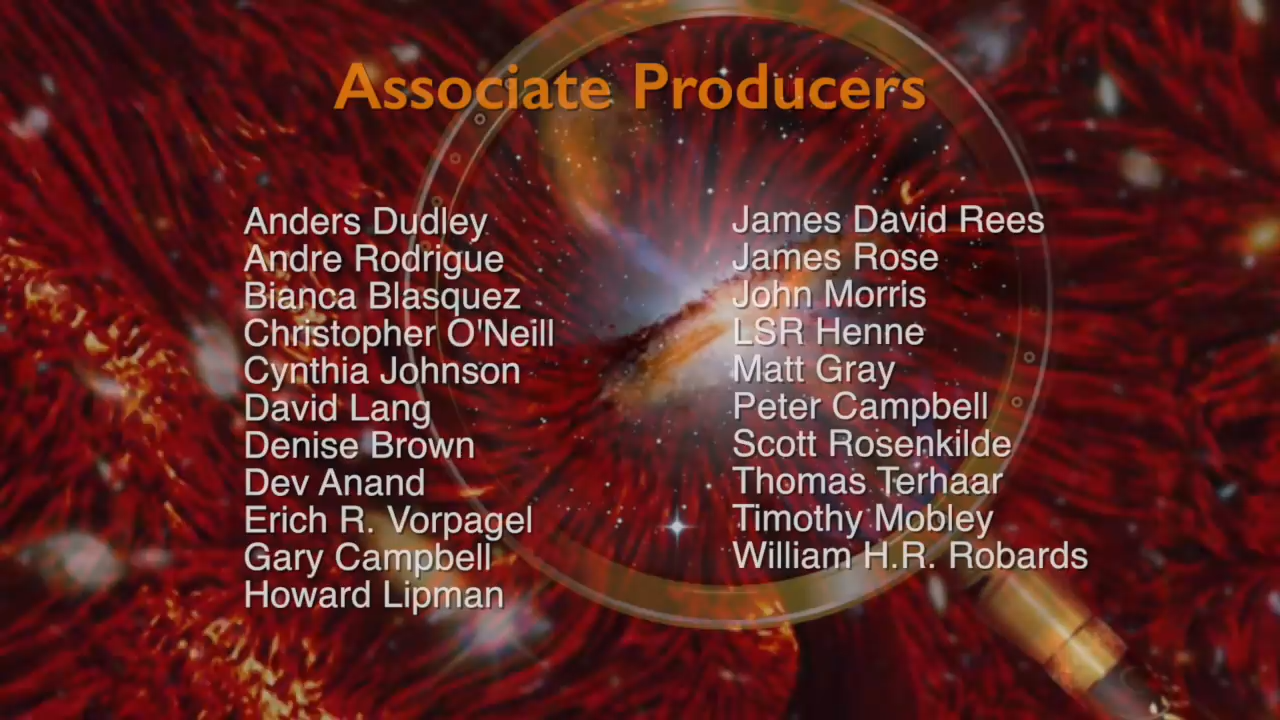 Associate Producers
Anders Dudley
Andre Rodrigue
Bianca Blasquez
Christopher O'Neill
Cynthia Johnson
David Lang
Denise Brown
Dev Anand
Erich R. Vorpagel
Gary Campbell
Howard Lipman
James David Rees
James Rose
John Morris
LSR Henne
Matt Gray
Peter Campbell
Scott Rosenkilde
Thomas Terhaar
Timothy Mobley
William H.R. Robards